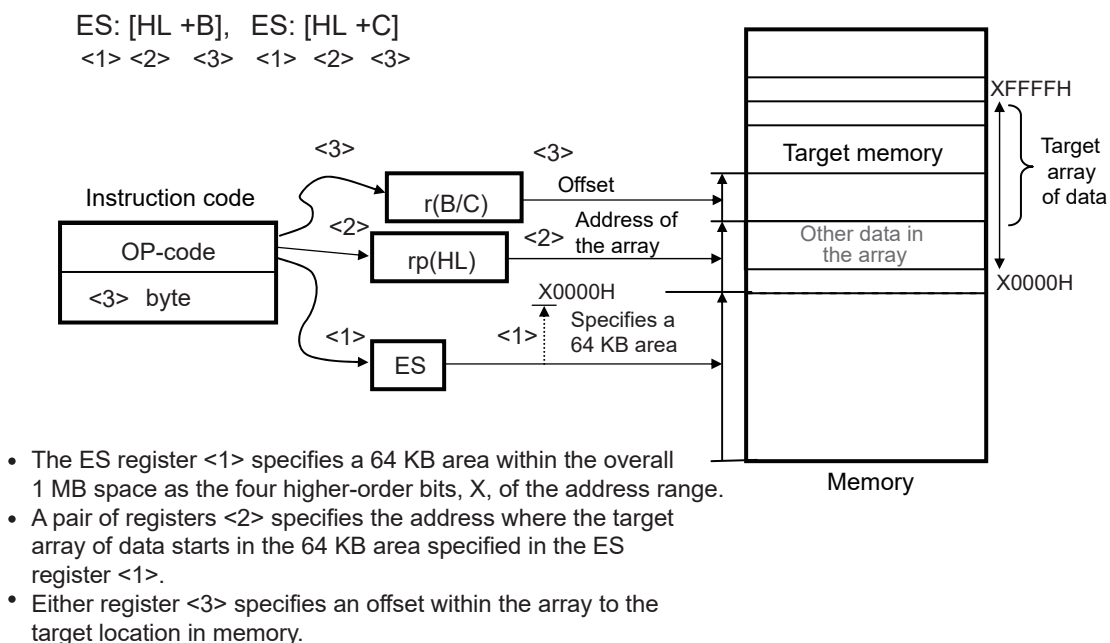 ES: [HL +B], ES: [HL +C]
<1> <2> <3> <1> <2> <3>
XFFFFH
Target
array
of data
Target memory
<3>
<3>
Instruction code
r(B/C)
Offset
OP-code
<2>
rp(HL)
<2>
Address of
the array
Other data in
the array
<3> byte
X0000H
X0000H
<1>
ES
<1>
Specifies a
64 KB area
Memory
• The ES register <1> specifies a 64 KB area within the overall
1 MB space as the four higher-order bits, X, of the address range.
• A pair of registers <2> specifies the address where the target
array of data starts in the 64 KB area specified in the ES
register <1>.
• Either register <3> specifies an offset within the array to the
target location in memory.